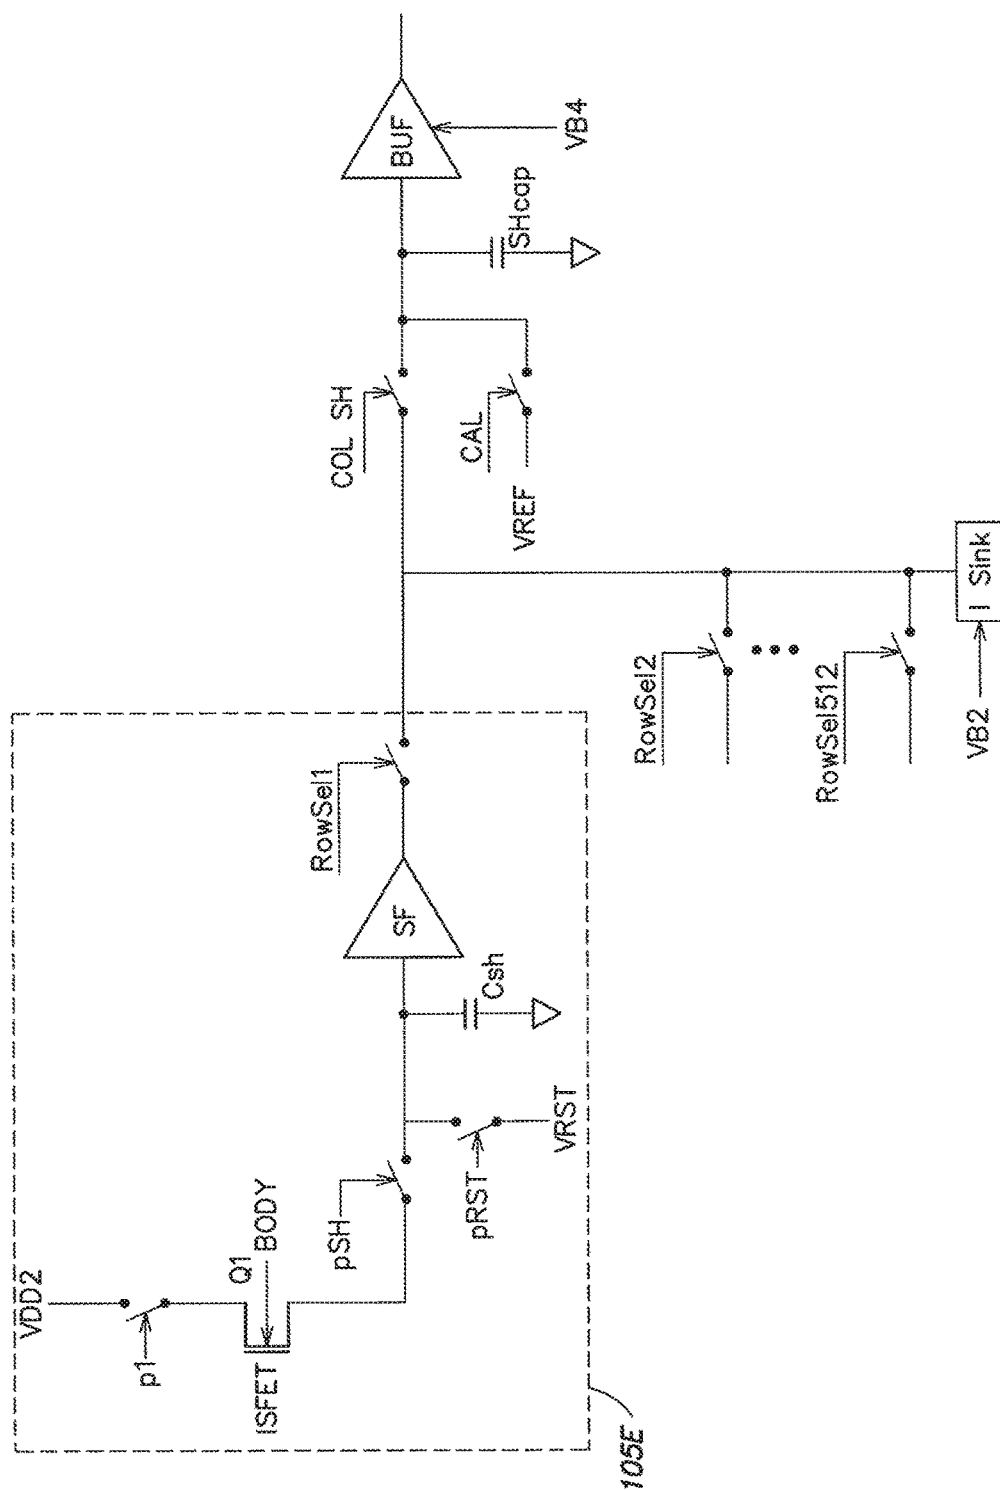 VDD2
p1
ISFET
Q1
BODY
pSH
pRST
VRST
Csh
SF
RowSel1
105E
RowSel2
RowSel512
VB2
I Sink
COL SH
CAL
VREF
SHcap
BUF
VB4